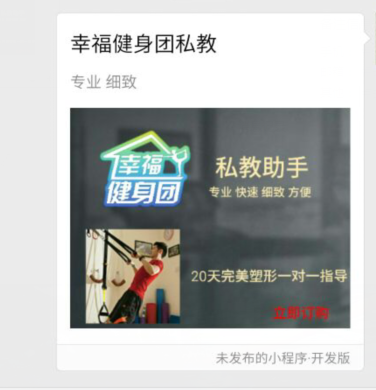 幸福健身团私教
专业 细致
幸福
健身团
私教助手
专业 快速 细致 方便
20天完美塑形一对一指导
立即订购
未发布的小程序·开发版